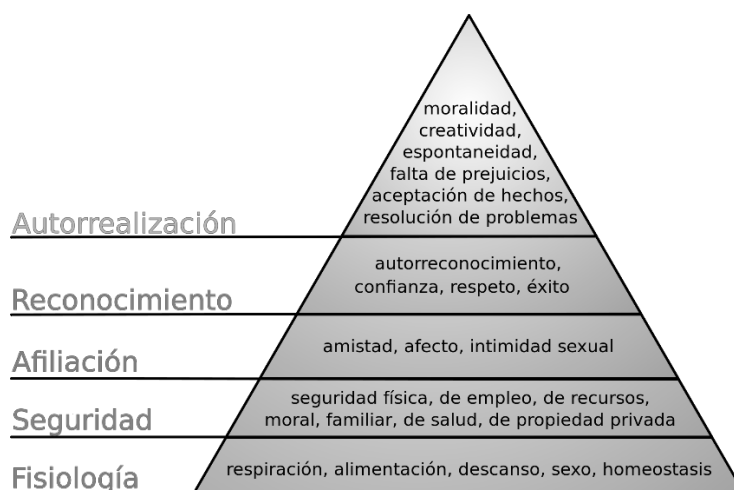 moralidad,
creatividad,
espontaneidad,
falta de prejuicios,
aceptación de hechos,
resolución de problemas
Autorrealización
autorreconocimiento,
confianza, respeto, éxito
Reconocimiento
amistad, afecto, intimidad sexual
Afiliación
seguridad física, de empleo, de recursos,
moral, familiar, de salud, de propiedad privada
Seguridad
respiración, alimentación, descanso, sexo, homeostasis
Fisiología